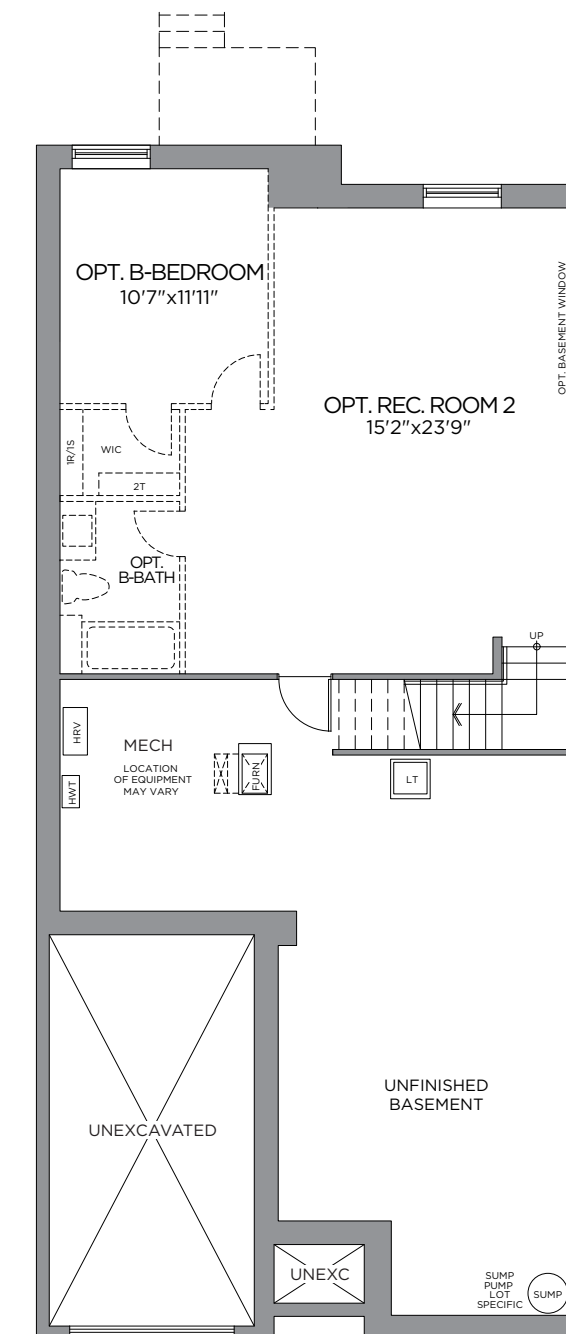 OPT. B-BEDROOM
10'7"x11'11"
OPT. BASEMENT WINDOW
OPT. REC. ROOM 2
15'2"x23'9"
1R/1S
WIC
2T
OPT.
B-BATH
UP
HRV
MECH
LOCATION
OF EQUIPMENT
MAY VARY
FURN
HWT
LT
UNFINISHED
BASEMENT
UNEXCAVATED
UNEXC
SUMP
PUMP
LOT
SPECIFIC
SUMP